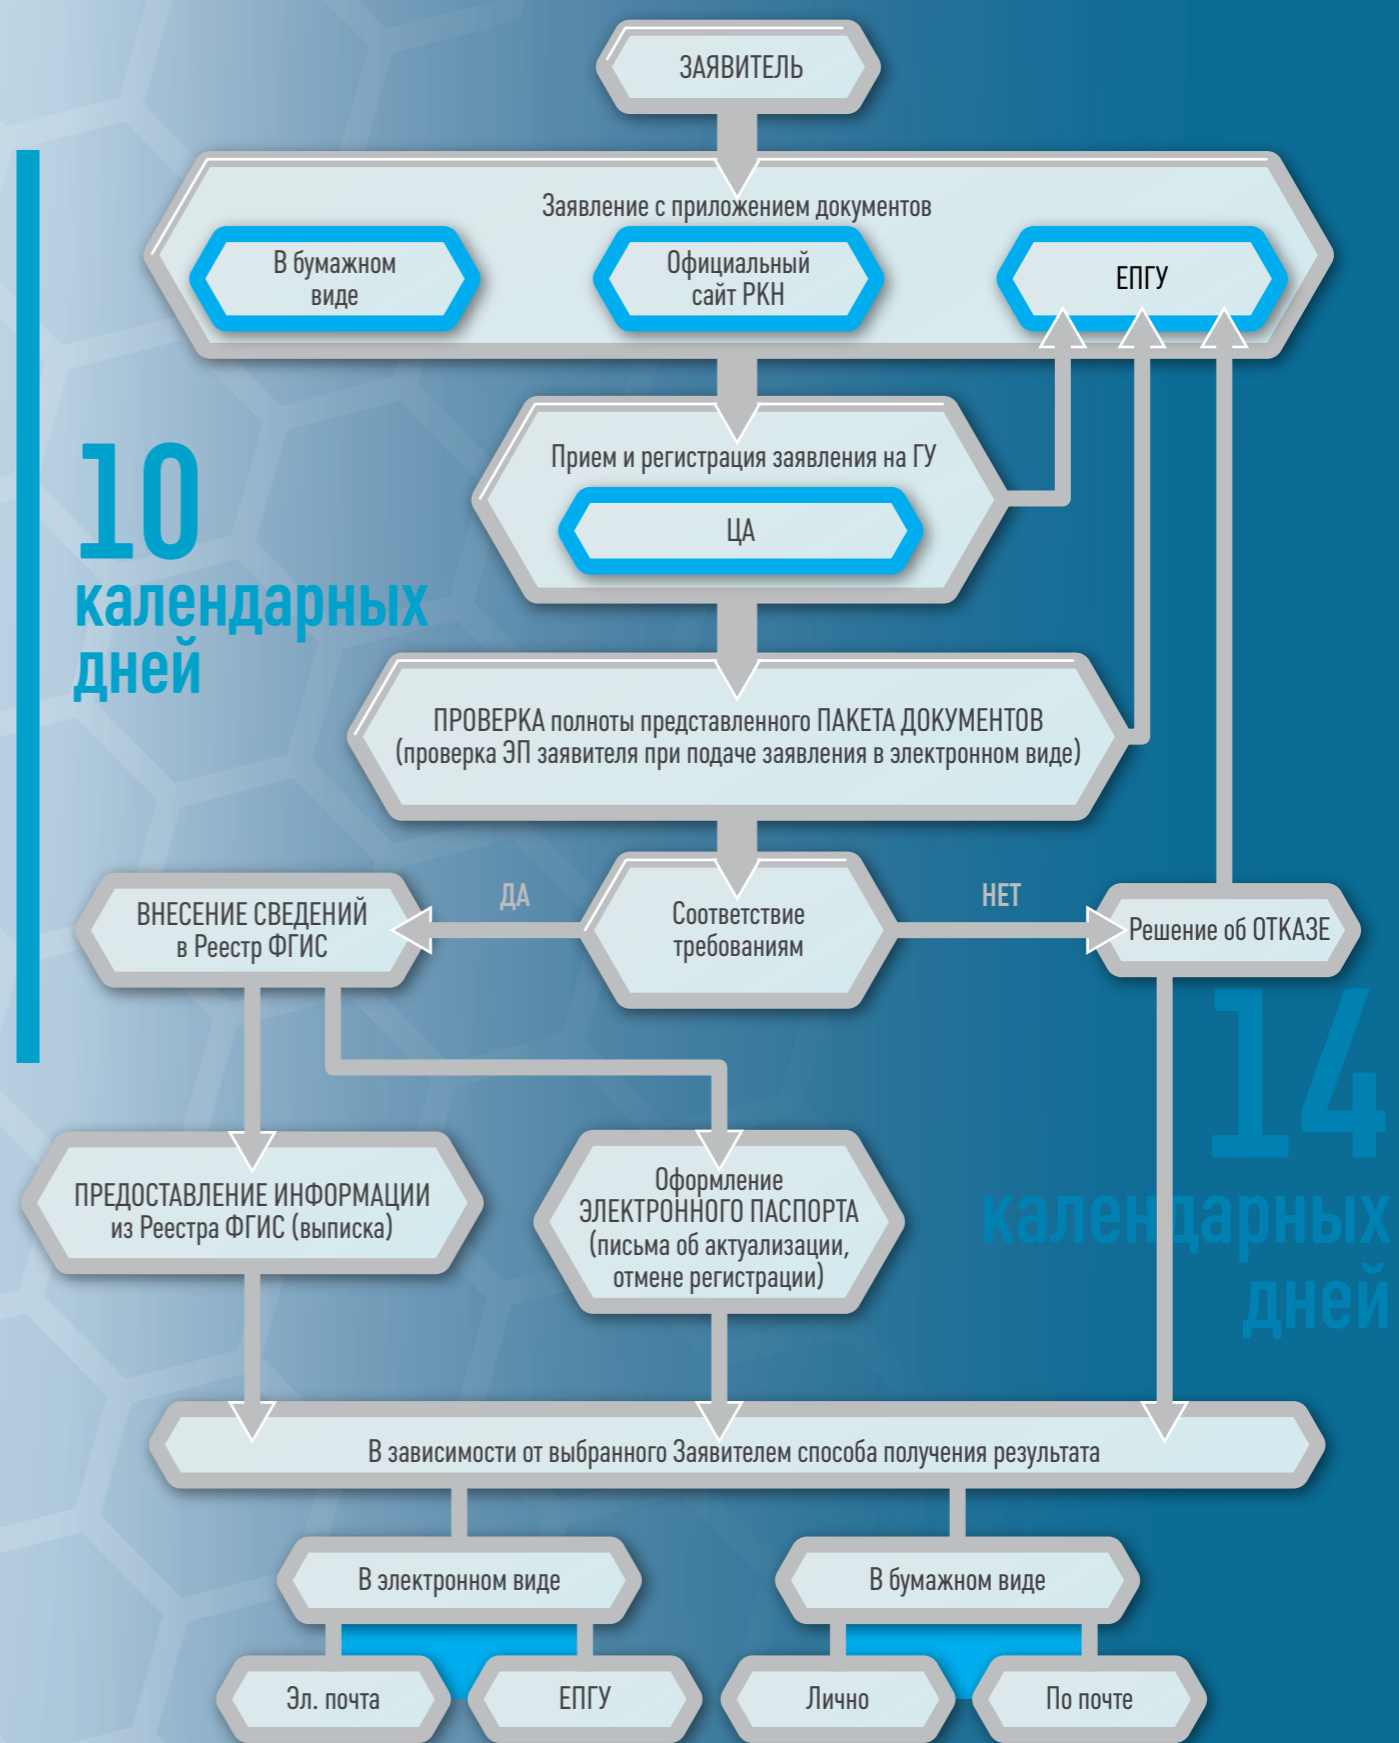 ЗАЯВИТЕЛЬ
Заявление с приложением документов
В бумажном
виде
Официальный
сайт РКН
ЕПГУ
Прием и регистрация заявления на ГУ
ЦА
10
календарных
дней
ПРОВЕРКА полноты представленного ПАКЕТА ДОКУМЕНТОВ
(проверка ЭП заявителя при подаче заявления в электронном виде)
ВНЕСЕНИЕ СВЕДЕНИЙ
в Реестр ФГИС
ДА
Соответствие
требованиям
НЕТ
Решение об ОТКАЗЕ
14
календарных
дней
ПРЕДОСТАВЛЕНИЕ ИНФОРМАЦИИ
из Реестра ФГИС (выписка)
Оформление
ЭЛЕКТРОННОГО ПАСПОРТА
(письма об актуализации,
отмене регистрации)
В зависимости от выбранного Заявителем способа получения результата
В электронном виде
В бумажном виде
Эл. почта
ЕПГУ
Лично
По почте